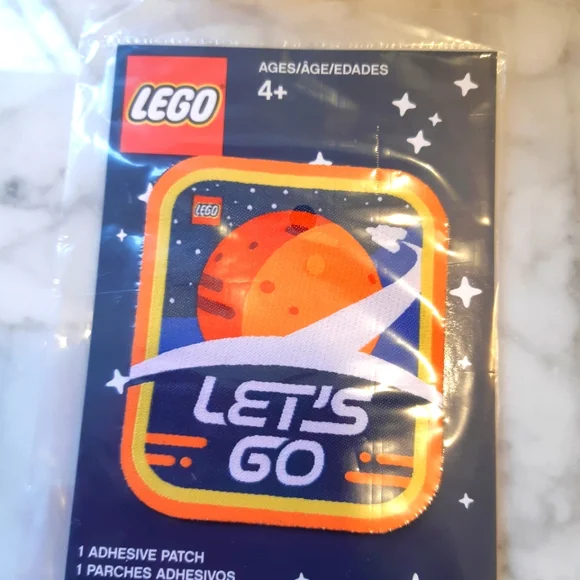 LEGO
AGES/ÂGE/EDADES
4+
LEGO
LET'S
GO
1 ADHESIVE PATCH
1 PARCHES ADHESIVOS